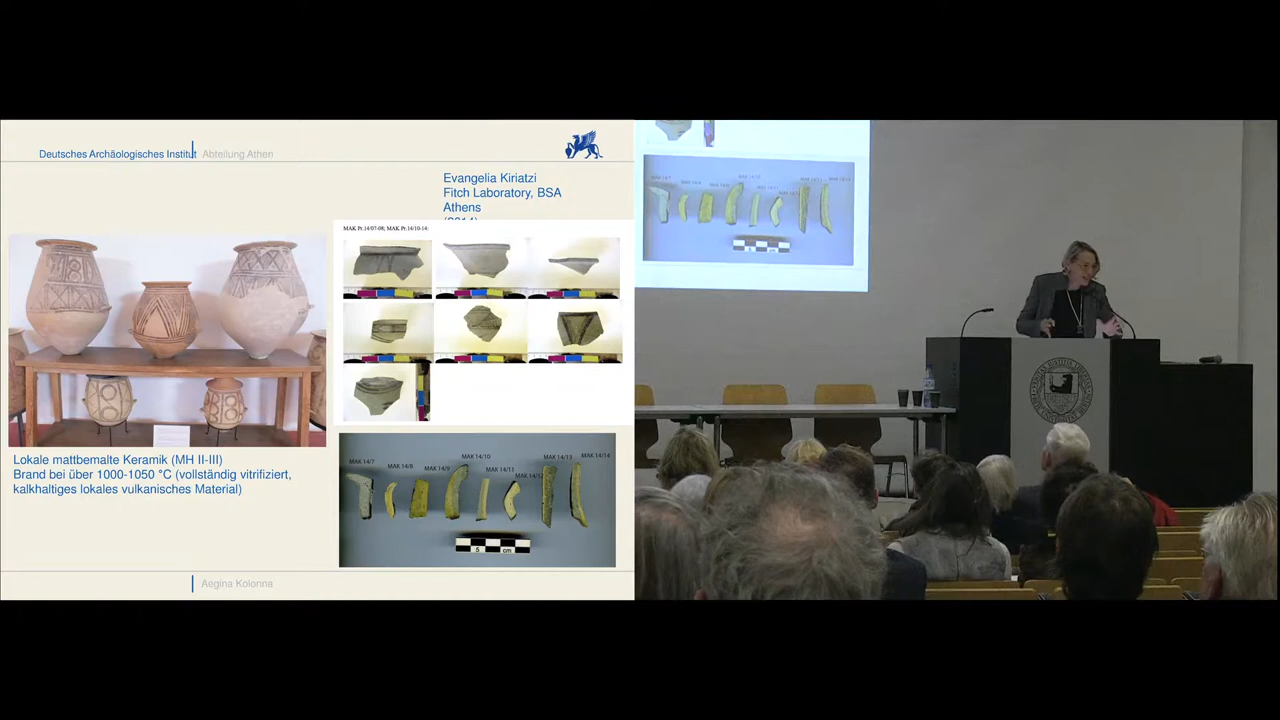 Deutsches Archäologisches Institut Abteilung Athen
Evangelia Kiriatzi
Fitch Laboratory, BSA
Athens
(2014)
MAK Pr.14/07-08; MAK Pr.14/10-14:
Lokale mattbemalte Keramik (MH II-III)
Brand bei über 1000-1050 °C (vollständig vitrifiziert,
kalkhaltiges lokales vulkanisches Material)
MAK 14/7
MAK 14/8
MAK 14/9
MAK 14/10
MAK 14/11
MAK 14/12
MAK 14/13
MAK 14/14
5 cm
Aegina Kolonna